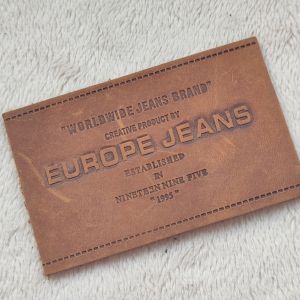 "WORLDWIDE JEANS BRAND"
CREATIVE PRODUCT BY
EUROPE JEANS
ESTABLISHED
IN
NINETEEN NINE FIVE
"1995"